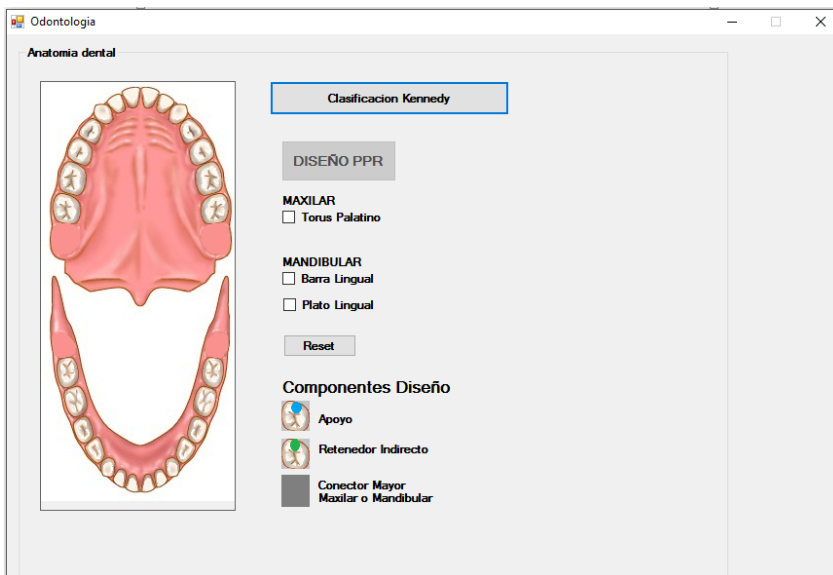 Odontologia
Anatomia dental
Clasificacion Kennedy
DISEÑO PPR
MAXILAR
Torus Palatino
MANDIBULAR
Barra Lingual
Plato Lingual
Reset
Componentes Diseño
Apoyo
Retenedor Indirecto
Conector Mayor
Maxilar o Mandibular